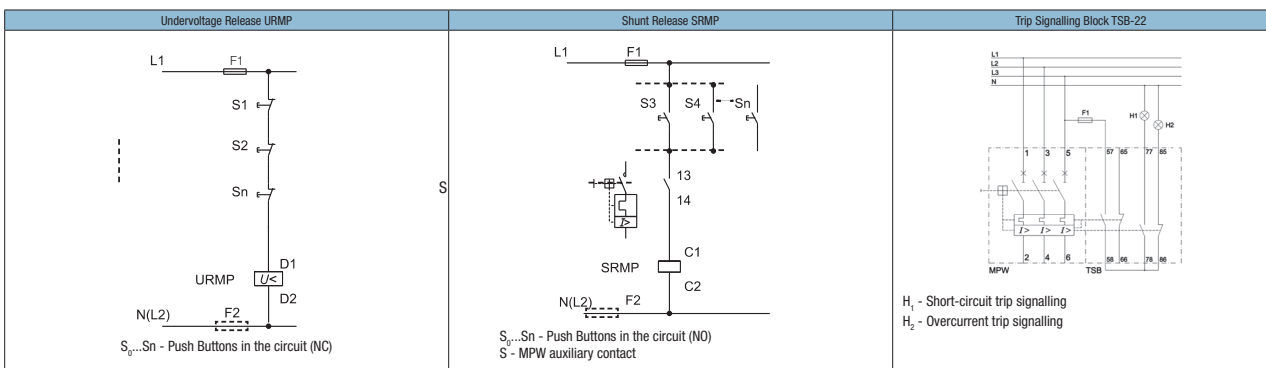 Undervoltage Release URMP
L1 F1
S1
S2
Sn
D1
URMP U<
D2
N(L2) F2
S0...Sn - Push Buttons in the circuit (NC)
Shunt Release SRMP
L1 F1
S3 S4 Sn
S
13
14
I>
C1
SRMP
C2
N(L2) F2
S0...Sn - Push Buttons in the circuit (NO)
S - MPW auxiliary contact
Trip Signalling Block TSB-22
L1
L2
L3
N
F1 H1 H2
1 3 5 57 65 77 85
I> I> I>
2 4 6 58 66 78 86
MPW TSB
H1 - Short-circuit trip signalling
H2 - Overcurrent trip signalling